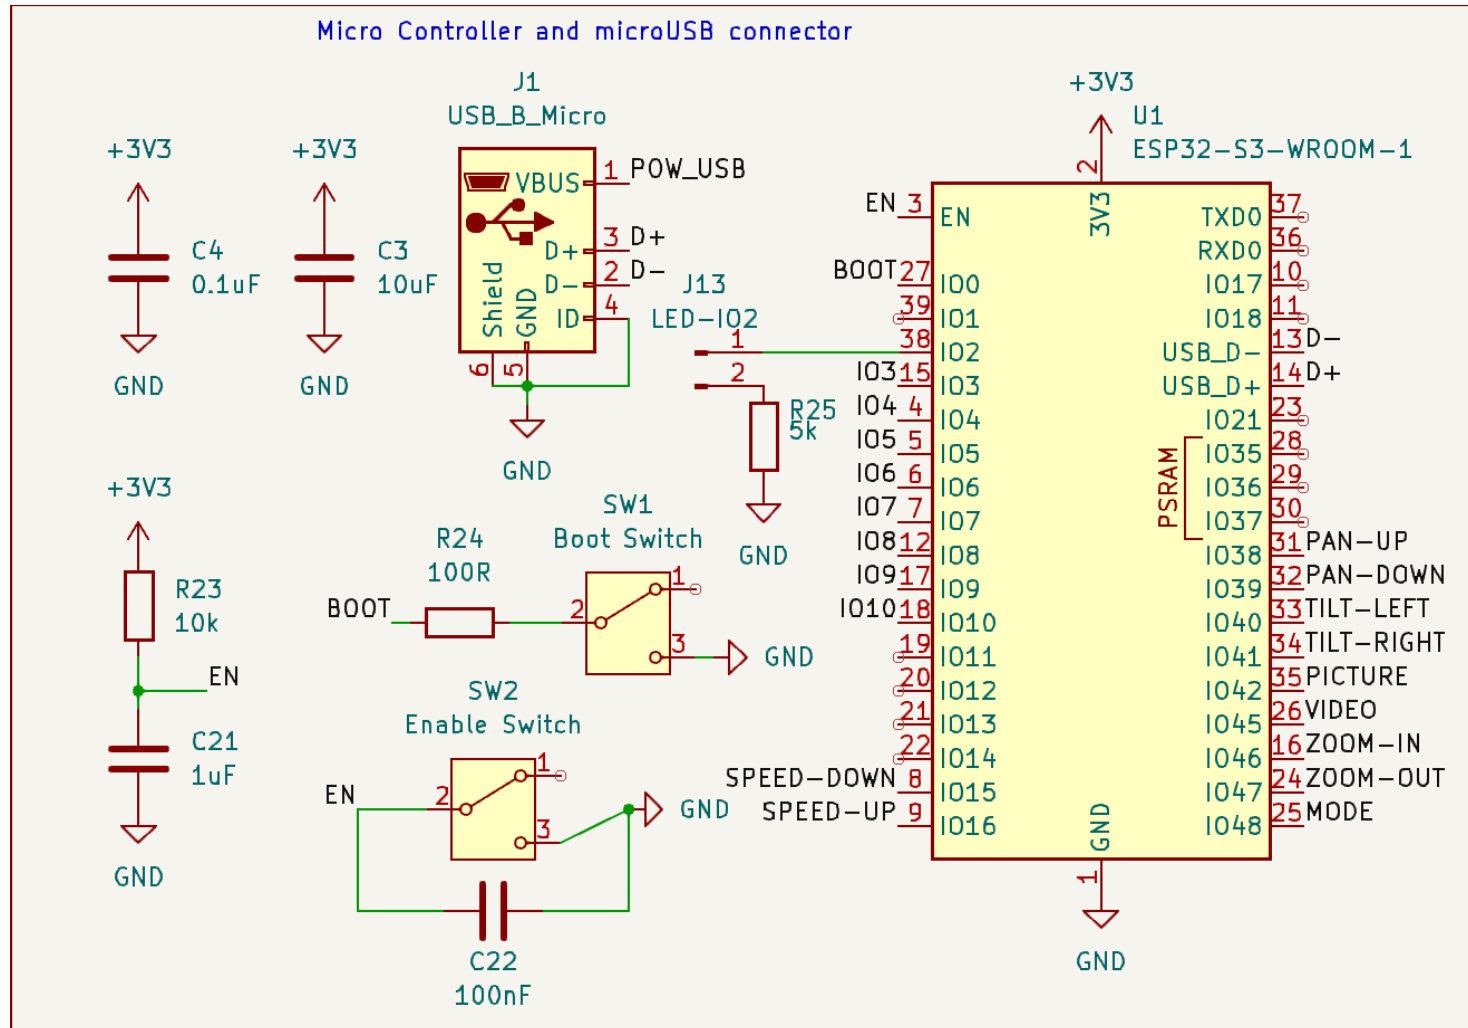 Micro Controller and microUSB connector
+3V3
C4
0.1uF
GND
+3V3
C3
10uF
GND
J1
USB_B_Micro
VBUS
1
POW_USB
D+
3
D+
D-
2
D-
ID
4
Shield
6
GND
5
GND
J13
LED-IO2
1
2
R25
5k
GND
+3V3
R23
10k
EN
C21
1uF
GND
SW1
Boot Switch
R24
100R
BOOT
2
1
3
GND
SW2
Enable Switch
EN
2
1
3
GND
C22
100nF
+3V3
U1
ESP32-S3-WROOM-1
2
3V3
EN 3 EN
BOOT 27 IO0
39 IO1
38 IO2
IO3 15 IO3
IO4 4 IO4
IO5 5 IO5
IO6 6 IO6
IO7 7 IO7
IO8 12 IO8
IO9 17 IO9
IO10 18 IO10
19 IO11
20 IO12
21 IO13
22 IO14
SPEED-DOWN 8 IO15
SPEED-UP 9 IO16
TXD0 37
RXD0 36
IO17 10
IO18 11
USB_D- 13 D-
USB_D+ 14 D+
IO21 23
PSRAM
IO35 28
IO36 29
IO37 30
IO38 31 PAN-UP
IO39 32 PAN-DOWN
IO40 33 TILT-LEFT
IO41 34 TILT-RIGHT
IO42 35 PICTURE
IO45 26 VIDEO
IO46 16 ZOOM-IN
IO47 24 ZOOM-OUT
IO48 25 MODE
GND
1
GND